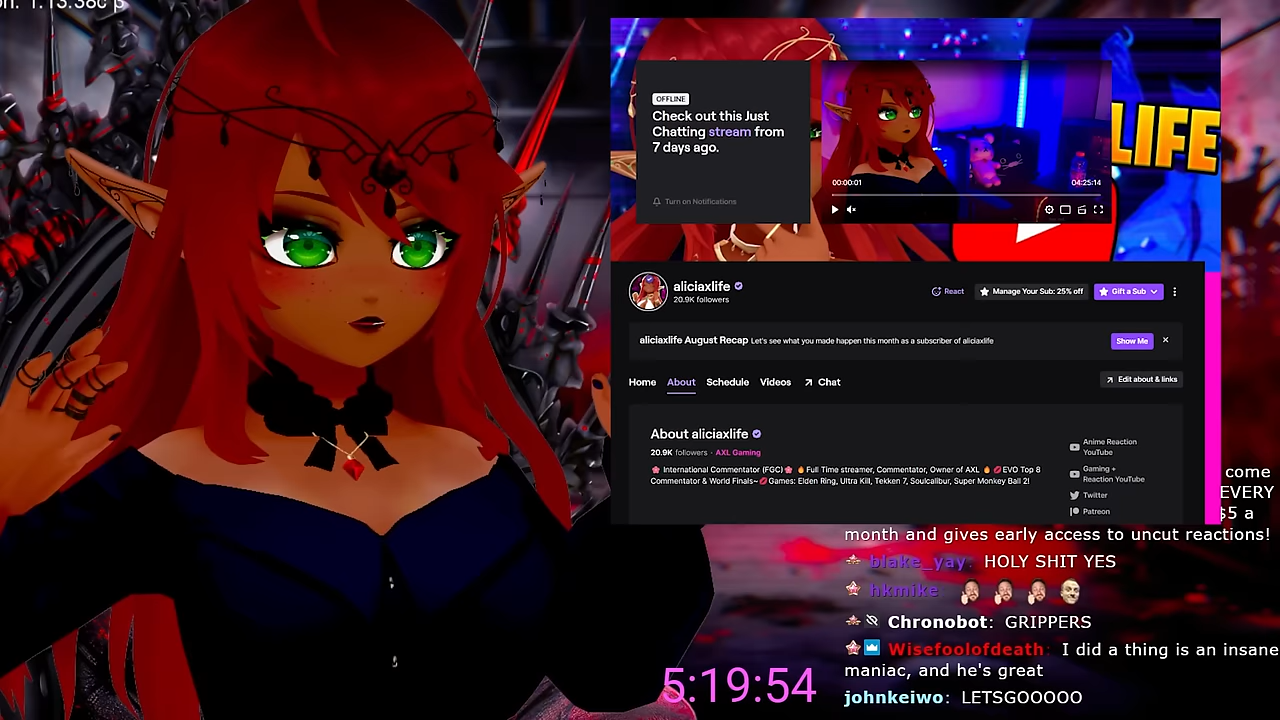 OFFLINE
Check out this Just
Chatting stream from
7 days ago.
Turn on Notifications
00:00:01
04:25:14
LIFE
aliciaxlife
20.9K followers
React
Manage Your Sub: 25% off
Gift a Sub
aliciaxlife August Recap Let's see what you made happen this month as a subscriber of aliciaxlife
Show Me
Home About Schedule Videos Chat
Edit about & links
About aliciaxlife
20.9K followers · AXL Gaming
International Commentator (FGC) Full Time streamer, Commentator, Owner of AXL EVO Top 8
Commentator & World Finals~ Games: Elden Ring, Ultra Kill, Tekken 7, Soulcalibur, Super Monkey Ball 2!
Anime Reaction
YouTube
Gaming +
Reaction YouTube
Twitter
Patreon
come
EVERY
$5 a
month and gives early access to uncut reactions!
blake_yay: HOLY SHIT YES
hkmike
Chronobot: GRIPPERS
Wisefoolofdeath: I did a thing is an insane
maniac, and he's great
johnkeiwo: LETSGOOOOO
5:19:54